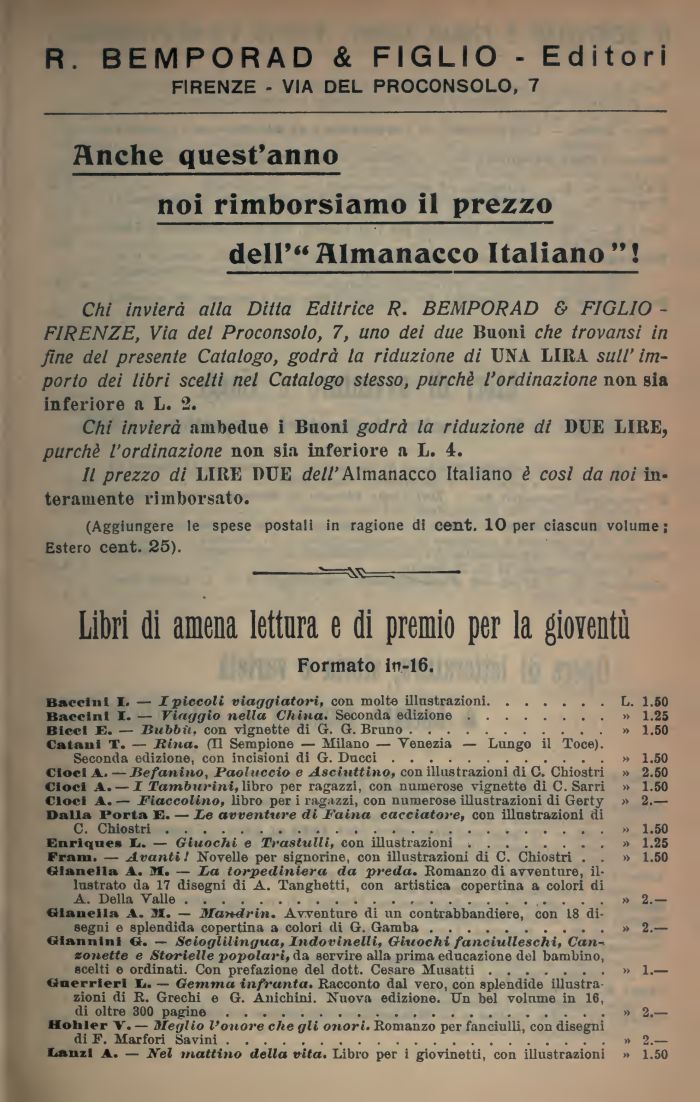 R. BEMPORAD & FIGLIO - Editori
FIRENZE - VIA DEL PROCONSOLO, 7
Anche quest'anno
noi rimborsiamo il prezzo
dell'“ Almanacco Italiano ”!
Chi invierà alla Ditta Editrice R. BEMPORAD & FIGLIO -
FIRENZE, Via del Proconsolo, 7, uno dei due Buoni che trovansi in
fine del presente Catalogo, godrà la riduzione di UNA LIRA sull' im-
porto dei libri scelti nel Catalogo stesso, purchè l'ordinazione non sia
inferiore a L. 2.
Chi invierà ambedue i Buoni godrà la riduzione di DUE LIRE,
purchè l'ordinazione non sia inferiore a L. 4.
Il prezzo di LIRE DUE dell'Almanacco Italiano è così da noi in-
teramente rimborsato.
(Aggiungere le spese postali in ragione di cent. 10 per ciascun volume;
Estero cent. 25).
Libri di amena lettura e di premio per la gioventù
Formato in-16.
Baccini I. — I piccoli viaggiatori, con molte illustrazioni. . . . . . . L. 1.50
Baccini I. — Viaggio nella China. Seconda edizione . . . . . . . . » 1.25
Bicci E. — Bubbù, con vignette di G. G. Bruno . . . . . . . . . . » 1.50
Catani T. — Rina. (Il Sempione — Milano — Venezia — Lungo il Toce).
Seconda edizione, con incisioni di G. Ducci . . . . . . . . . . . » 1.50
Cioci A. — Befanino, Paoluccio e Asciuttino, con illustrazioni di C. Chiostri » 2.50
Cioci A. — I Tamburini, libro per ragazzi, con numerose vignette di C. Sarri » 1.50
Cioci A. — Fiaccolino, libro per i ragazzi, con numerose illustrazioni di Gerty » 2.—
Dalla Porta E. — Le avventure di Faina cacciatore, con illustrazioni di
C. Chiostri . . . . . . . . . . . . . . . . . . . . . . . » 1.50
Enriques L. — Giuochi e Trastulli, con illustrazioni . . . . . . . . » 1.25
Fram. — Avanti! Novelle per signorine, con illustrazioni di C. Chiostri . . » 1.50
Gianella A. M. — La torpediniera da preda. Romanzo di avventure, il-
lustrato da 17 disegni di A. Tanghetti, con artistica copertina a colori di
A. Della Valle . . . . . . . . . . . . . . . . . . . . . . » 2.—
Gianella A. M. — Mandrin. Avventure di un contrabbandiere, con 18 di-
segni e splendida copertina a colori di G. Gamba . . . . . . . . . » 2.—
Giannini G. — Scioglilingua, Indovinelli, Giuochi fanciulleschi, Can-
zonette e Storielle popolari, da servire alla prima educazione del bambino,
scelti e ordinati. Con prefazione del dott. Cesare Musatti . . . . . . . » 1.—
Guerrieri L. — Gemma infranta. Racconto dal vero, con splendide illustra-
zioni di R. Grechi e G. Anichini. Nuova edizione. Un bel volume in 16,
di oltre 300 pagine . . . . . . . . . . . . . . . . . . . . » 2.—
Hohler V. — Meglio l'onore che gli onori. Romanzo per fanciulli, con disegni
di F. Marfori Savini . . . . . . . . . . . . . . . . . . . . » 2.—
Lanzi A. — Nel mattino della vita. Libro per i giovinetti, con illustrazioni » 1.50